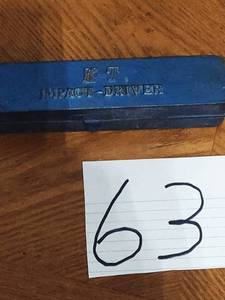 K T.
IMPACT-DRIVER
63